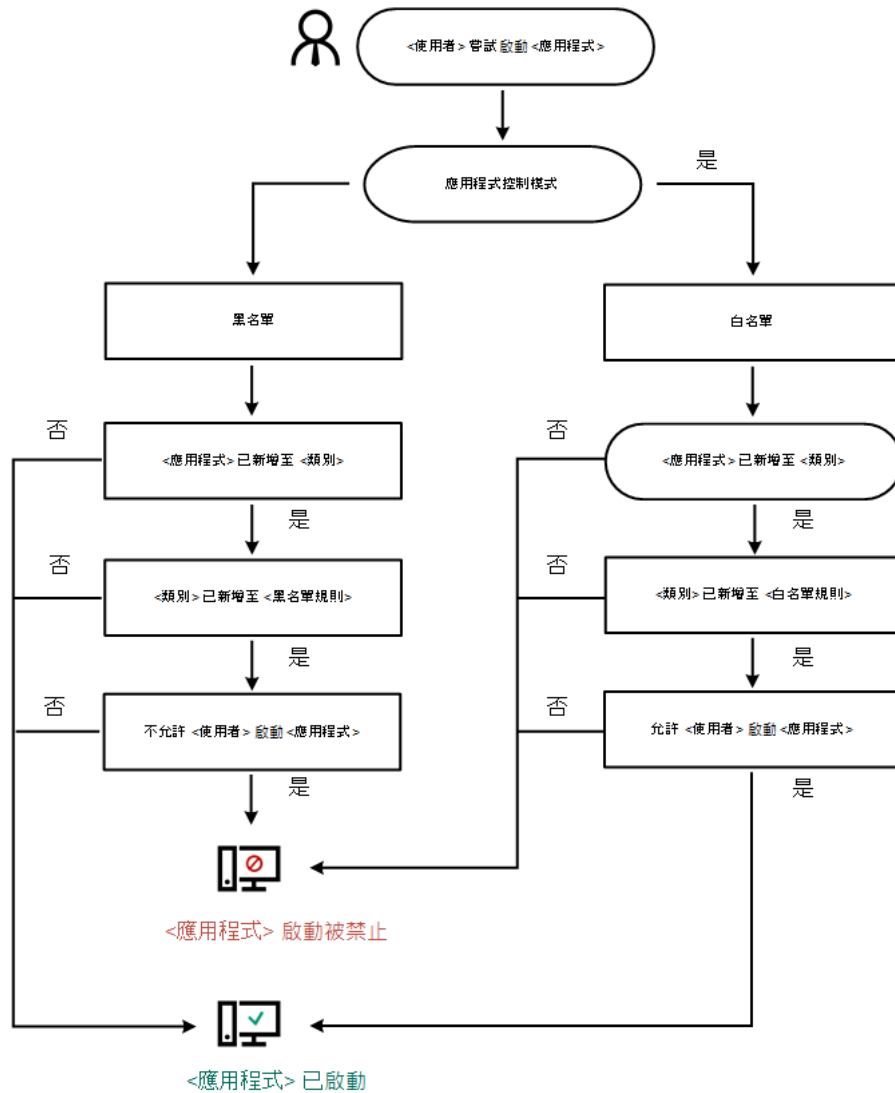 <使用者> 嘗試 啟動 <應用程式>
應用程式控制模式
是
黑名單
白名單
否
<應用程式> 已新增至 <類別>
是
否
<類別> 已新增至 <黑名單規則>
是
否
不允許 <使用者> 啟動 <應用程式>
是
否
<應用程式> 已新增至 <類別>
是
否
<類別> 已新增至 <白名單規則>
是
否
允許 <使用者> 啟動 <應用程式>
是
<應用程式> 啟動被禁止
<應用程式> 已啟動